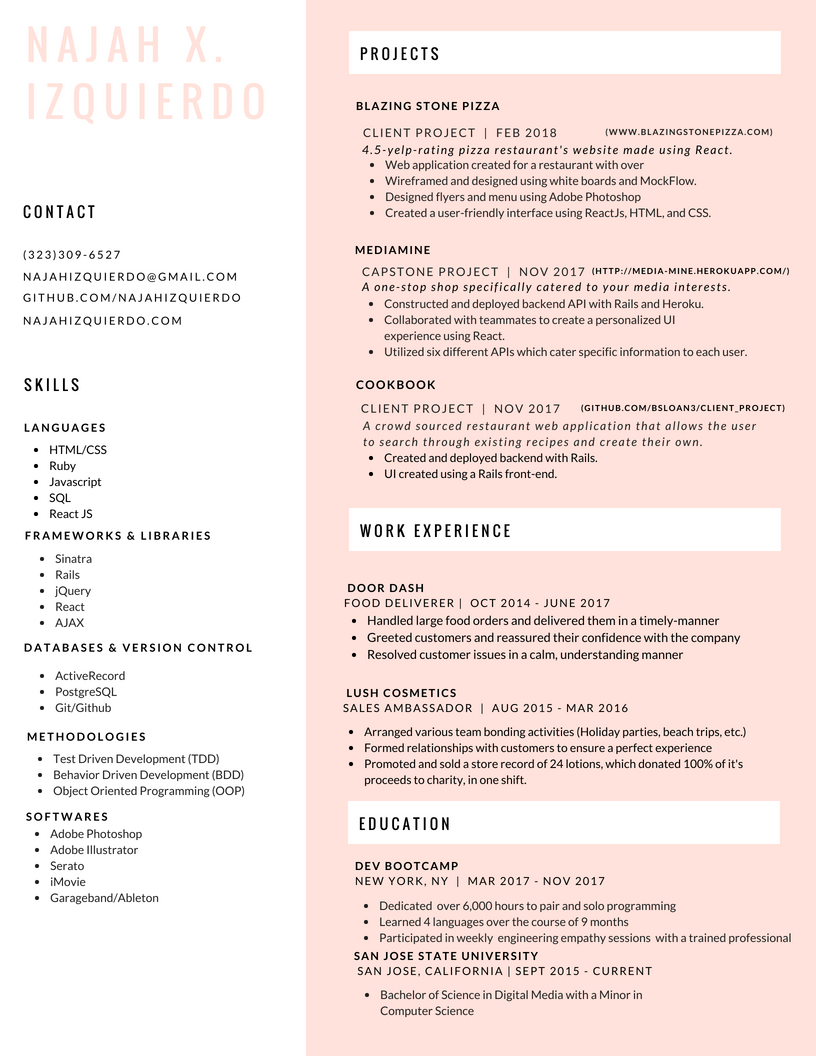 NAJAH X.
IZQUIERDO
CONTACT
(323)309-6527
NAJAHIZQUIERDO@GMAIL.COM
GITHUB.COM/NAJAHIZQUIERDO
NAJAHIZQUIERDO.COM
SKILLS
LANGUAGES
• HTML/CSS
• Ruby
• Javascript
• SQL
• React JS
FRAMEWORKS & LIBRARIES
• Sinatra
• Rails
• jQuery
• React
• AJAX
DATABASES & VERSION CONTROL
• ActiveRecord
• PostgreSQL
• Git/Github
METHODOLOGIES
• Test Driven Development (TDD)
• Behavior Driven Development (BDD)
• Object Oriented Programming (OOP)
SOFTWARES
• Adobe Photoshop
• Adobe Illustrator
• Serato
• iMovie
• Garageband/Ableton
PROJECTS
BLAZING STONE PIZZA
CLIENT PROJECT | FEB 2018 (WWW.BLAZINGSTONEPIZZA.COM)
4.5-yelp-rating pizza restaurant's website made using React.
• Web application created for a restaurant with over
• Wireframed and designed using white boards and MockFlow.
• Designed flyers and menu using Adobe Photoshop
• Created a user-friendly interface using ReactJs, HTML, and CSS.
MEDIAMINE
CAPSTONE PROJECT | NOV 2017 (HTTP://MEDIA-MINE.HEROKUAPP.COM/)
A one-stop shop specifically catered to your media interests.
• Constructed and deployed backend API with Rails and Heroku.
• Collaborated with teammates to create a personalized UI
experience using React.
• Utilized six different APIs which cater specific information to each user.
COOKBOOK
CLIENT PROJECT | NOV 2017 (GITHUB.COM/BSLOAN3/CLIENT_PROJECT)
A crowd sourced restaurant web application that allows the user
to search through existing recipes and create their own.
• Created and deployed backend with Rails.
• UI created using a Rails front-end.
WORK EXPERIENCE
DOOR DASH
FOOD DELIVERER | OCT 2014 - JUNE 2017
• Handled large food orders and delivered them in a timely-manner
• Greeted customers and reassured their confidence with the company
• Resolved customer issues in a calm, understanding manner
LUSH COSMETICS
SALES AMBASSADOR | AUG 2015 - MAR 2016
• Arranged various team bonding activities (Holiday parties, beach trips, etc.)
• Formed relationships with customers to ensure a perfect experience
• Promoted and sold a store record of 24 lotions, which donated 100% of it's
proceeds to charity, in one shift.
EDUCATION
DEV BOOTCAMP
NEW YORK, NY | MAR 2017 - NOV 2017
• Dedicated over 6,000 hours to pair and solo programming
• Learned 4 languages over the course of 9 months
• Participated in weekly engineering empathy sessions with a trained professional
SAN JOSE STATE UNIVERSITY
SAN JOSE, CALIFORNIA | SEPT 2015 - CURRENT
• Bachelor of Science in Digital Media with a Minor in
Computer Science